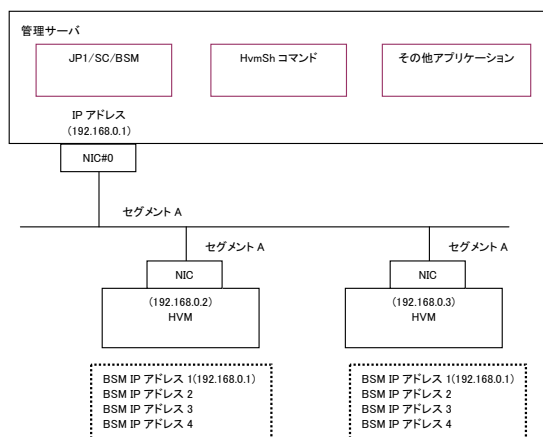 管理サーバ
JP1/SC/BSM
HvmSh コマンド
その他アプリケーション
IP アドレス
(192.168.0.1)
NIC#0
セグメント A
セグメント A
セグメント A
NIC
NIC
(192.168.0.2)
HVM
(192.168.0.3)
HVM
BSM IP アドレス 1(192.168.0.1)
BSM IP アドレス 2
BSM IP アドレス 3
BSM IP アドレス 4
BSM IP アドレス 1(192.168.0.1)
BSM IP アドレス 2
BSM IP アドレス 3
BSM IP アドレス 4